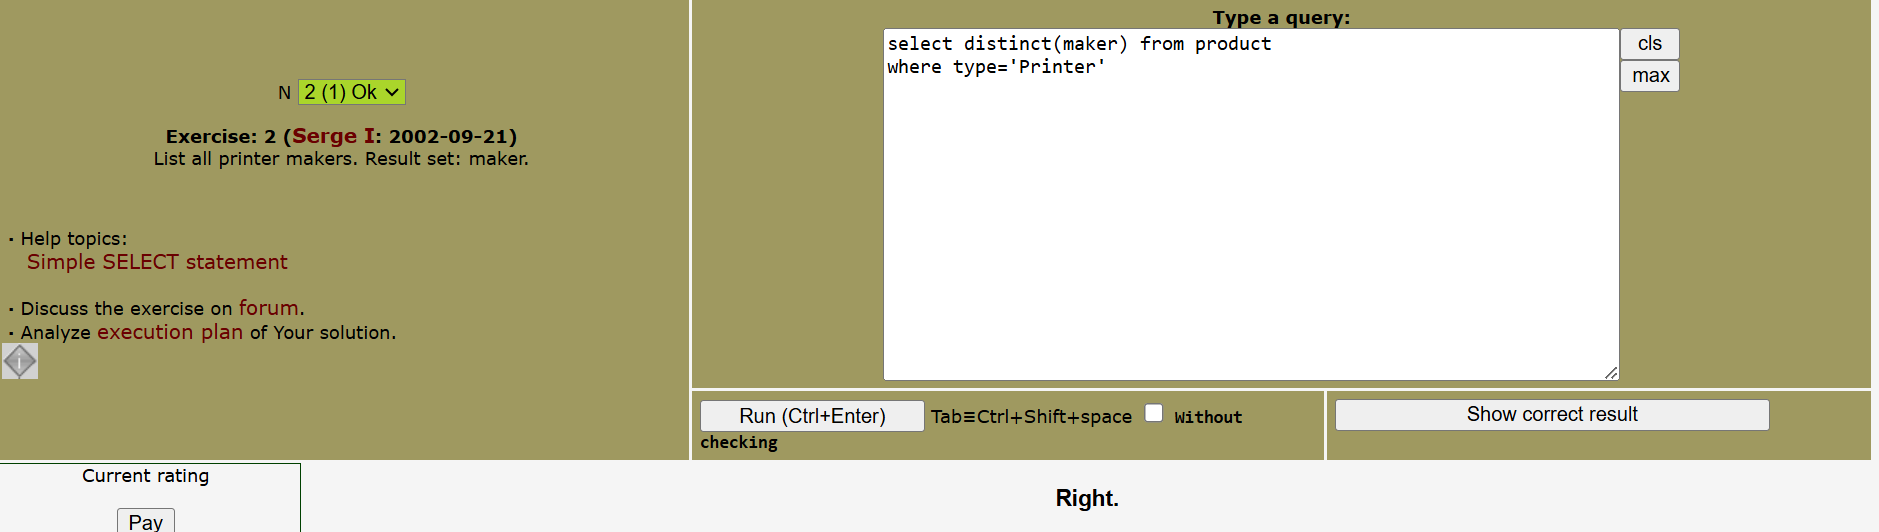 N 2 (1) Ok
Exercise: 2 (Serge I: 2002-09-21)
List all printer makers. Result set: maker.
· Help topics:
Simple SELECT statement
· Discuss the exercise on forum.
· Analyze execution plan of Your solution.
i
Type a query:
select distinct(maker) from product
where type='Printer'
cls
max
Run (Ctrl+Enter) Tab≡Ctrl+Shift+space Without
checking
Show correct result
Current rating
Pay
Right.